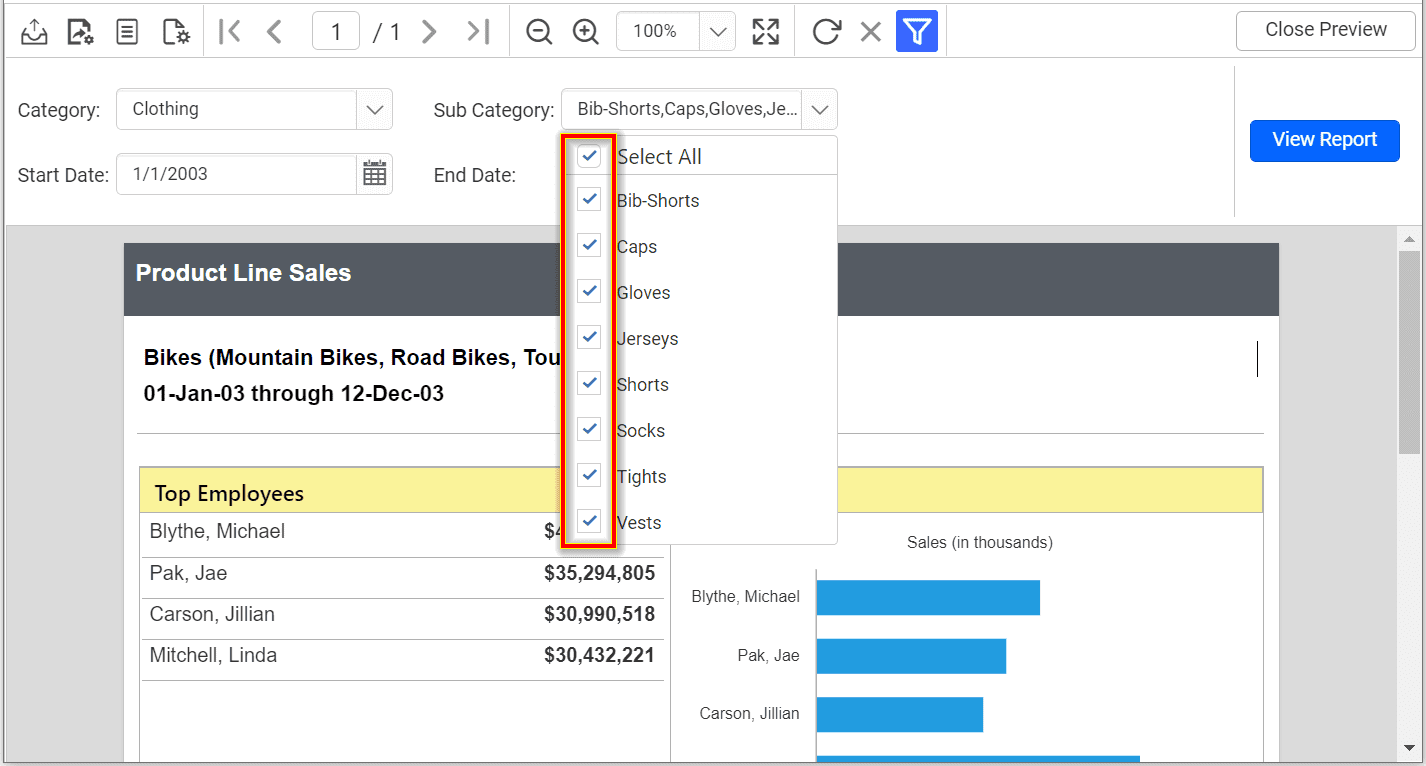 1 / 1 100% Close Preview
Category: Clothing Sub Category: Bib-Shorts,Caps,Gloves,Je...
View Report
Select All
Start Date: 1/1/2003 End Date:
Bib-Shorts
Caps
Gloves
Jerseys
Shorts
Socks
Tights
Vests
Product Line Sales
Bikes (Mountain Bikes, Road Bikes, Tou
01-Jan-03 through 12-Dec-03
Top Employees
Blythe, Michael
Pak, Jae $35,294,805
Carson, Jillian $30,990,518
Mitchell, Linda $30,432,221
Sales (in thousands)
Blythe, Michael
Pak, Jae
Carson, Jillian